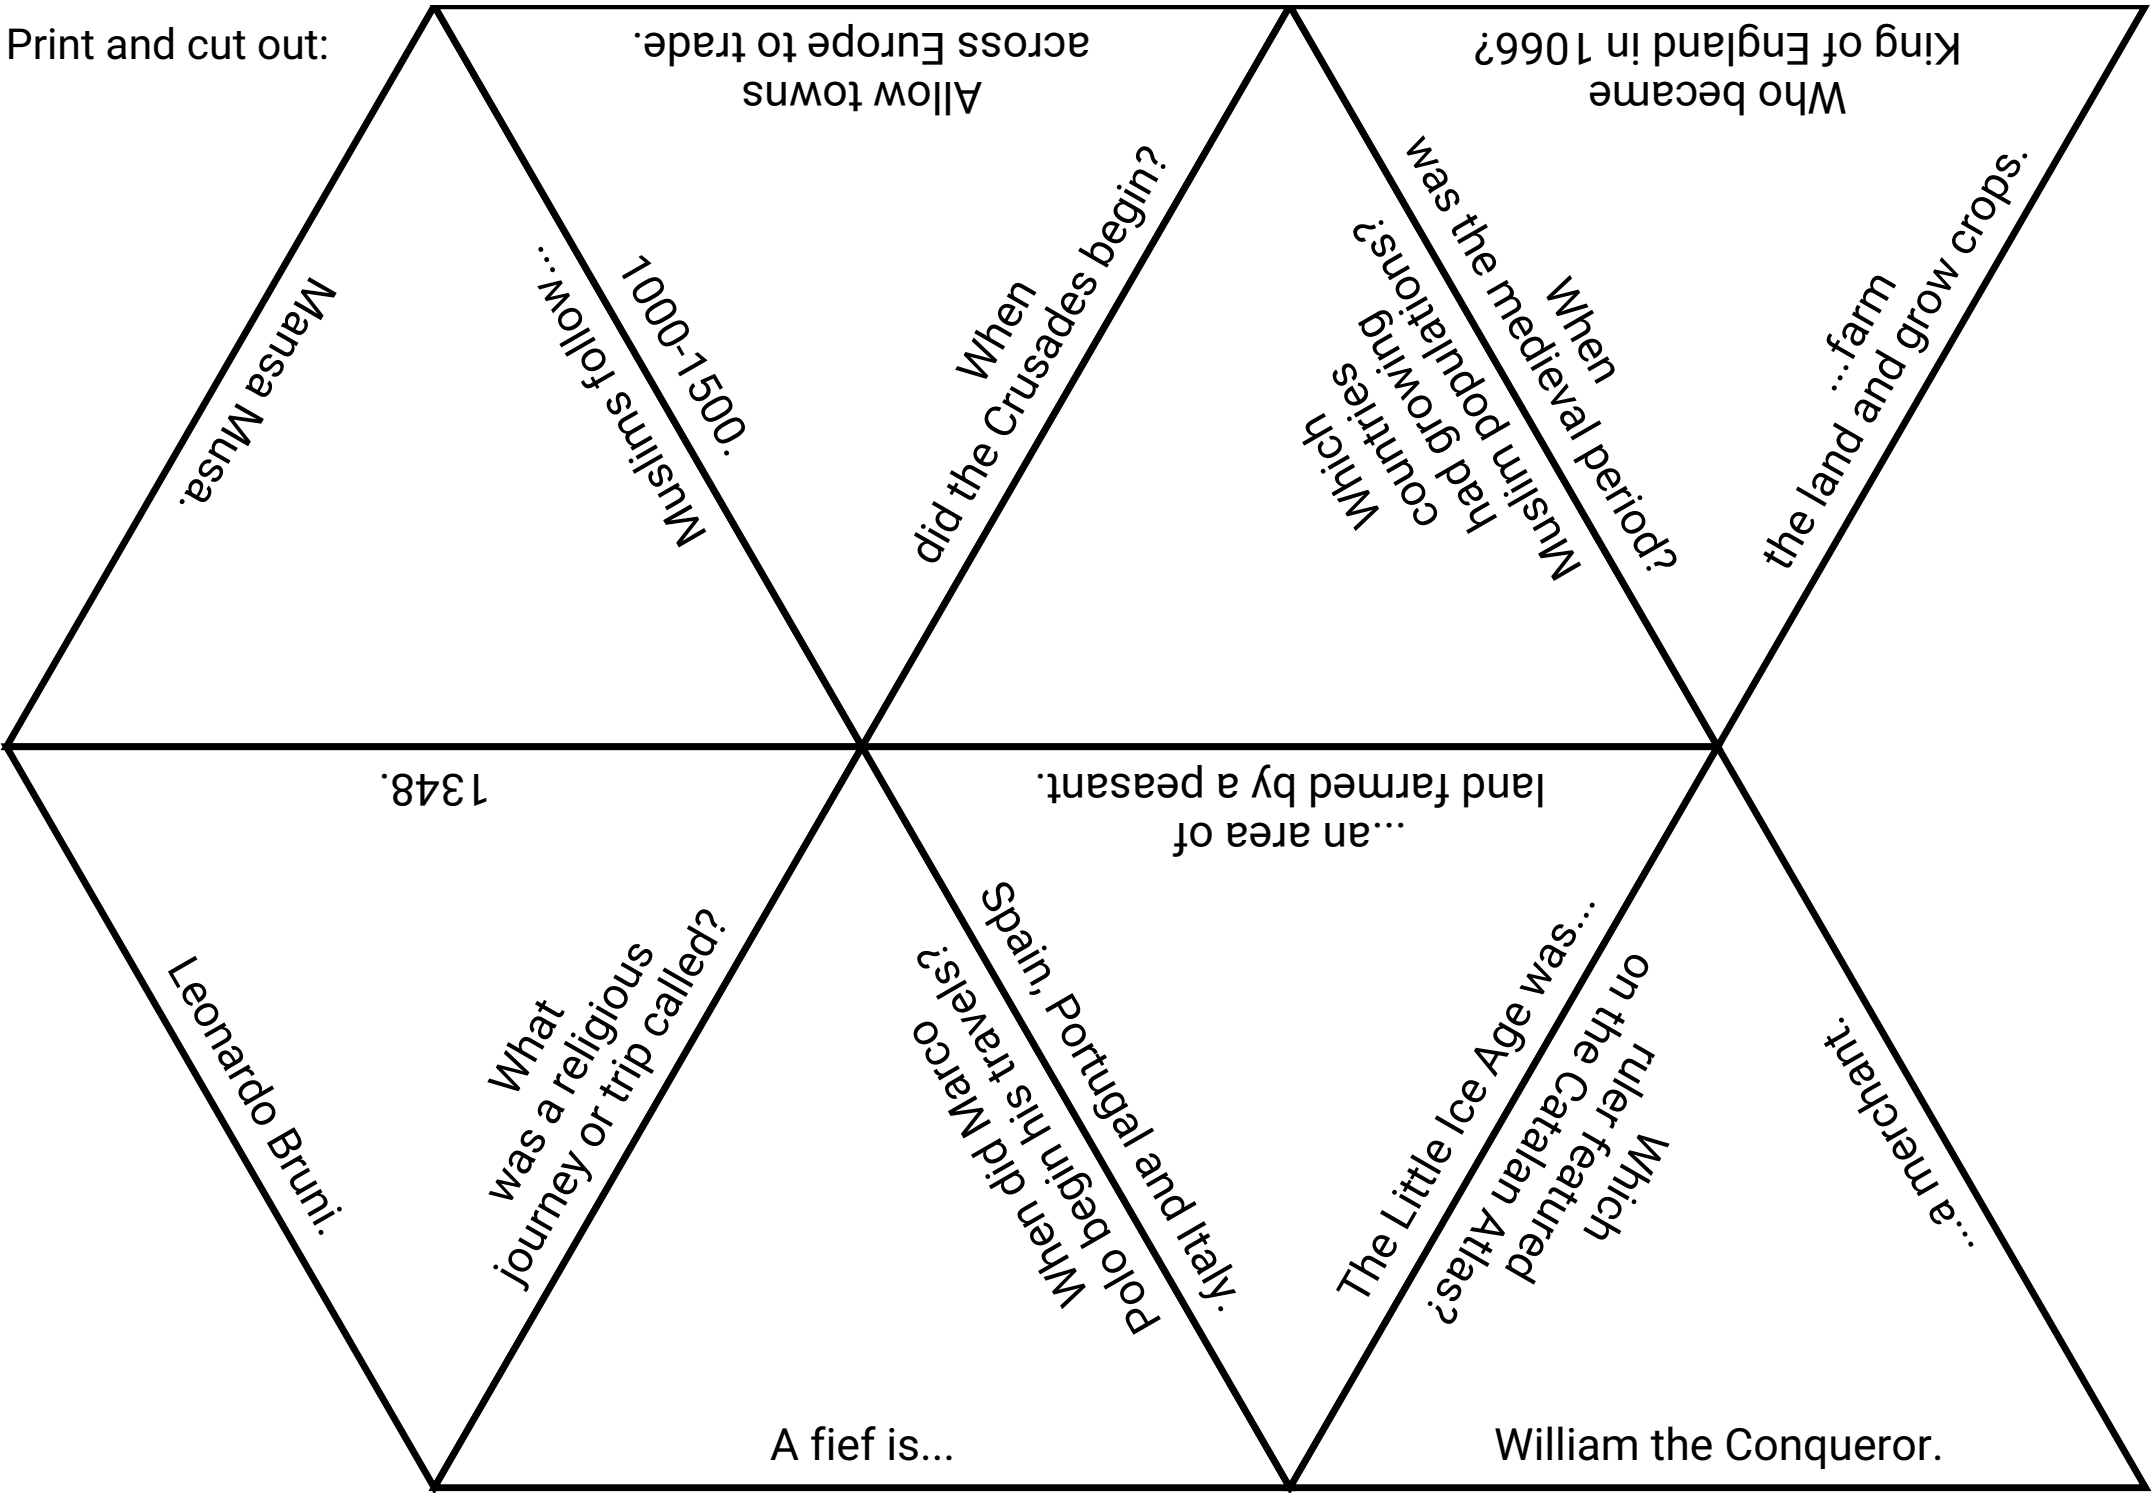 Print and cut out:
Mansa Musa.
Muslims follow...
Allow towns
across Europe to trade.
1000-1500.
When
did the Crusades begin?
Which
countries
had growing
Muslim populations?
Who became
King of England in 1066?
When
was the medieval period?
...farm
the land and grow crops.
1348.
Leonardo Bruni.
What
was a religious
journey or trip called?
When did Marco
Polo begin his travels?
A fief is...
...an area of
land farmed by a peasant.
Spain, Portugal and Italy.
The Little Ice Age was...
Which
ruler featured
on the Catalan Atlas?
...a merchant.
William the Conqueror.